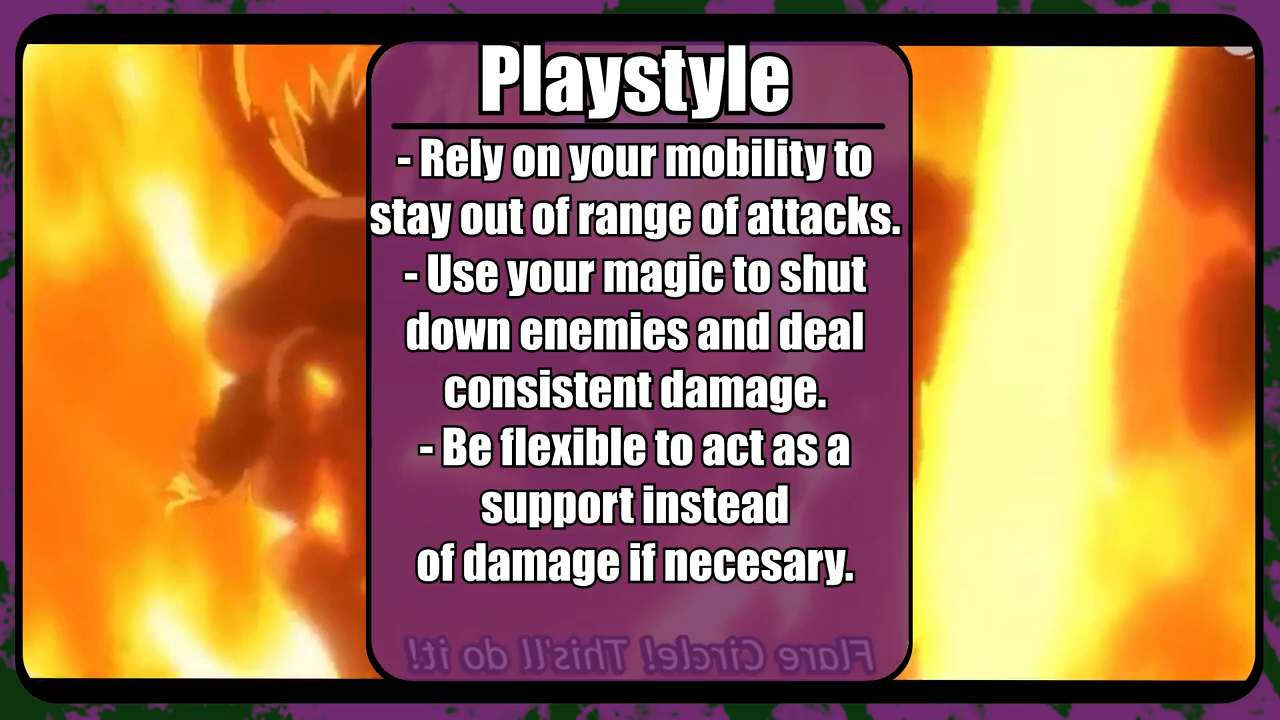 Playstyle
- Rely on your mobility to
stay out of range of attacks.
- Use your magic to shut
down enemies and deal
consistent damage.
- Be flexible to act as a
support instead
of damage if necesary.
Flare Circle! This'll do it!